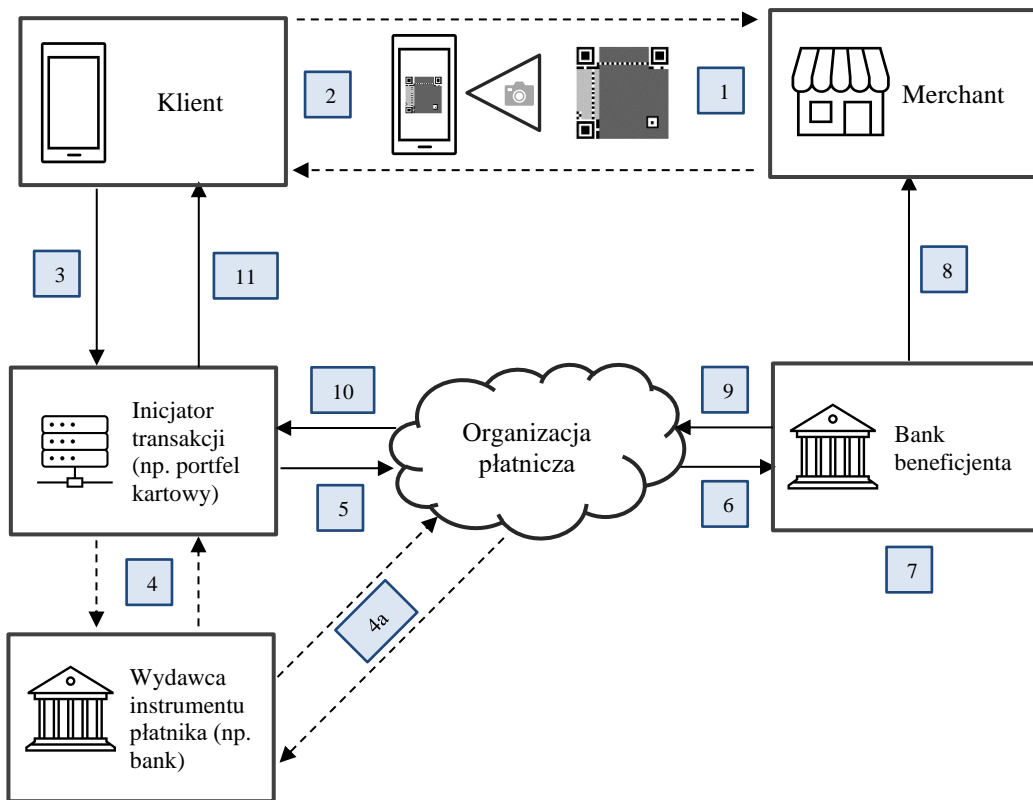 Klient
2
1
Merchant
3
11
8
Inicjator
transakcji
(np. portfel
kartowy)
10
5
Organizacja
płatnicza
9
6
Bank
beneficjenta
7
4
4a
Wydawca
instrumentu
płatnika (np.
bank)